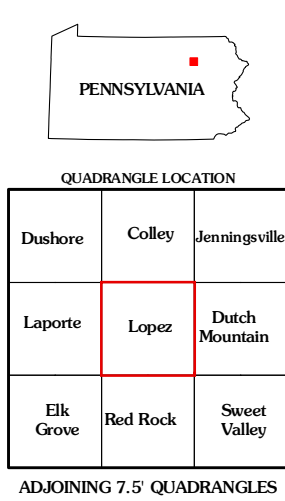 PENNSYLVANIA
QUADRANGLE LOCATION
Dushore
Colley
Jenningsville
Laporte
Lopez
Dutch
Mountain
Elk
Grove
Red Rock
Sweet
Valley
ADJOINING 7.5' QUADRANGLES